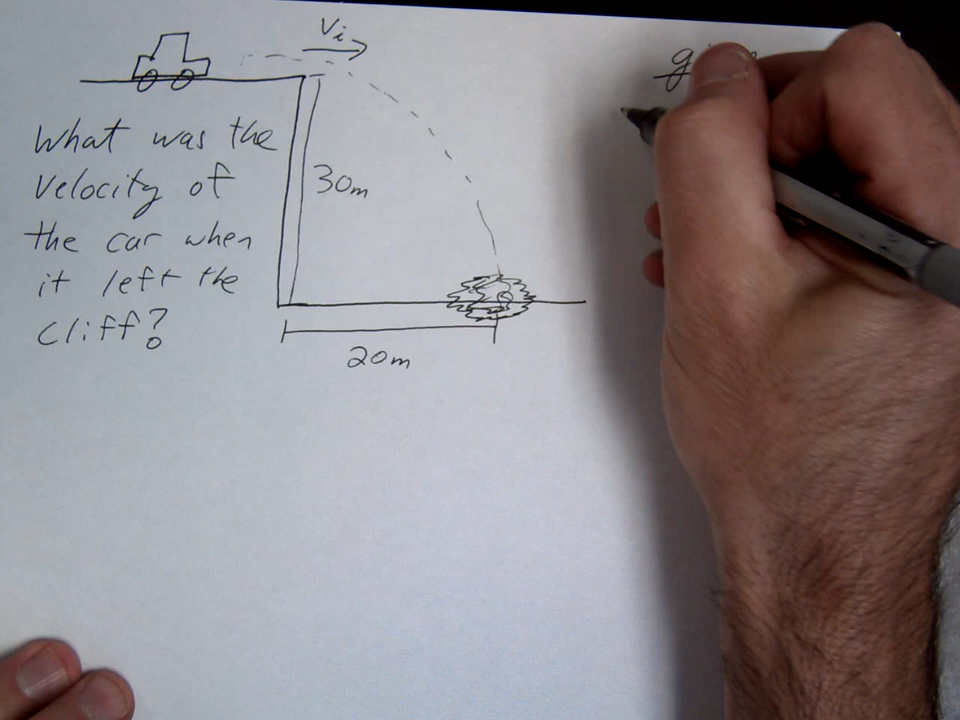 Vi
30m
What was the
velocity of
the car when
it left the
cliff?
20m